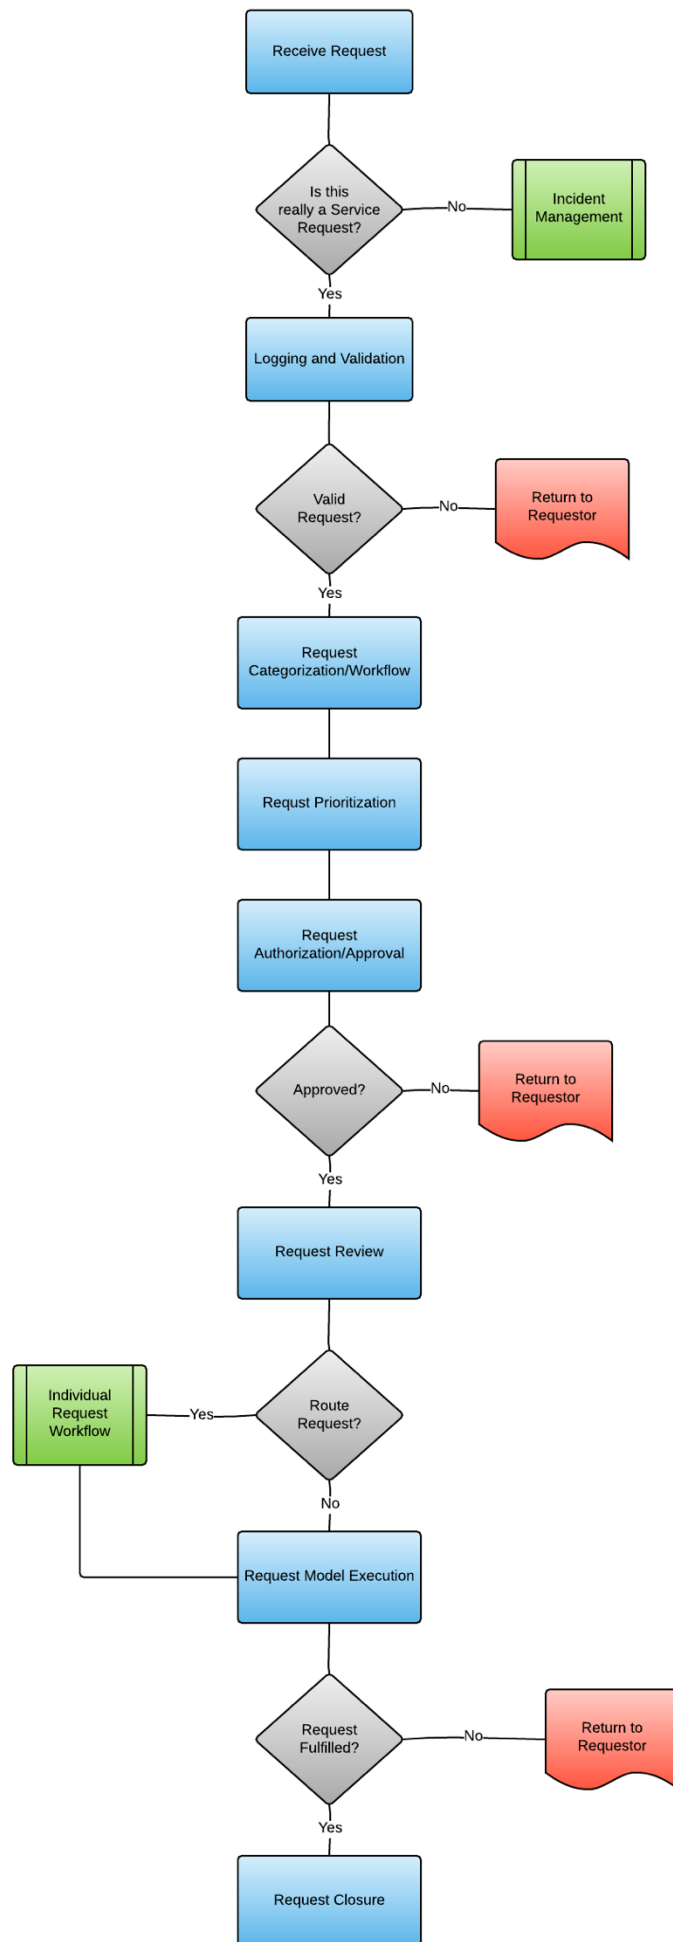 Receive Request
Is this
really a Service
Request?
No
Incident
Management
Yes
Logging and Validation
Valid
Request?
No
Return to
Requestor
Yes
Request
Categorization/Workflow
Requst Prioritization
Request
Authorization/Approval
Approved?
No
Return to
Requestor
Yes
Request Review
Individual
Request
Workflow
Yes
Route
Request?
No
Request Model Execution
Request
Fulfilled?
No
Return to
Requestor
Yes
Request Closure